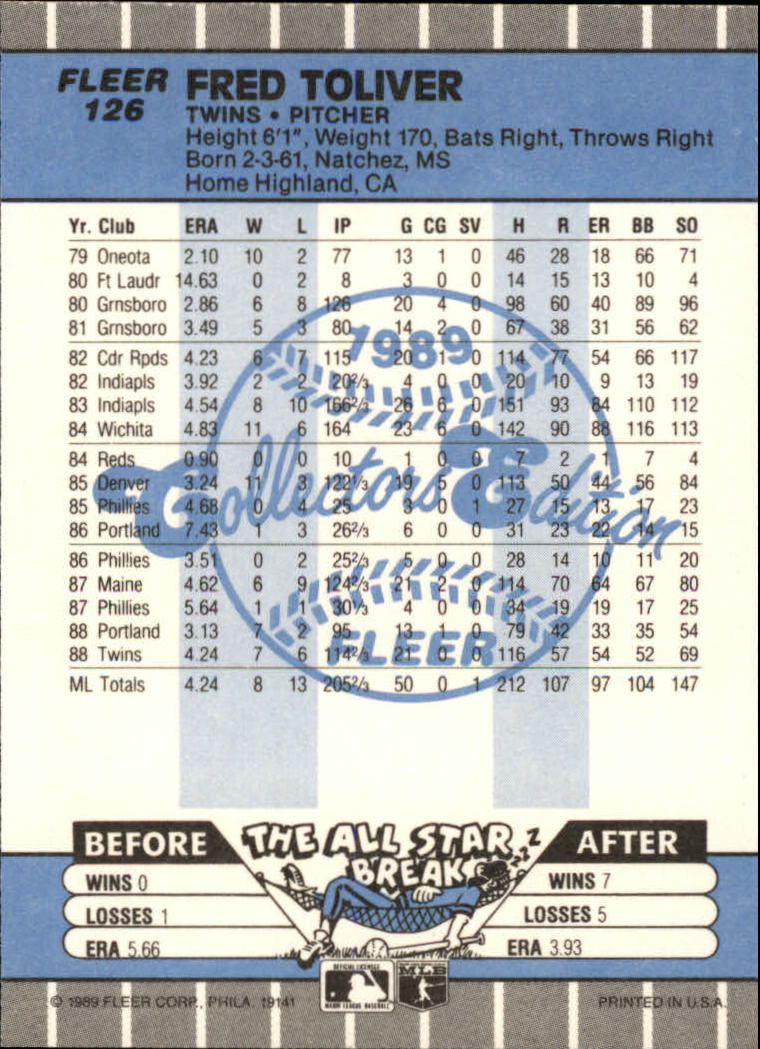 FLEER FRED TOLIVER
126 TWINS • PITCHER
Height 6'1", Weight 170, Bats Right, Throws Right
Born 2-3-61, Natchez, MS
Home Highland, CA
Yr. Club ERA W L IP G CG SV H R ER BB SO
79 Oneota 2.10 10 2 77 13 1 0 46 28 18 66 71
80 Ft Laudr 14.63 0 2 8 3 0 0 14 15 13 10 4
80 Grnsboro 2.86 6 8 126 20 4 0 98 60 40 89 96
81 Grnsboro 3.49 5 3 80 14 2 0 67 38 31 56 62
82 Cdr Rpds 4.23 6 7 115 20 1 0 114 77 54 66 117
82 Indiapls 3.92 2 2 20⅔ 4 0 0 20 10 9 13 19
83 Indiapls 4.54 8 10 166⅔ 26 6 0 151 93 84 110 112
84 Wichita 4.83 11 6 164 23 6 0 142 90 88 116 113
84 Reds 0.90 0 0 10 1 0 0 7 2 1 7 4
85 Denver 3.24 11 3 122⅓ 19 5 0 113 50 44 56 84
85 Phillies 4.68 0 4 25 3 0 1 27 15 13 17 23
86 Portland 7.43 1 3 26⅔ 6 0 0 31 23 22 14 15
86 Phillies 3.51 0 2 25⅔ 5 0 0 28 14 10 11 20
87 Maine 4.62 6 9 124⅔ 21 2 0 114 70 64 67 80
87 Phillies 5.64 1 1 30⅓ 4 0 0 34 19 19 17 25
88 Portland 3.13 7 2 95 13 1 0 79 42 33 35 54
88 Twins 4.24 7 6 114⅔ 21 0 0 116 57 54 52 69
ML Totals 4.24 8 13 205⅔ 50 0 1 212 107 97 104 147
1989
Collectors' Edition
FLEER
BEFORE THE ALL STAR BREAK zzz AFTER
WINS 0 WINS 7
LOSSES 1 LOSSES 5
ERA 5.66 ERA 3.93
OFFICIAL LICENSEE MLB
MAJOR LEAGUE BASEBALL
© 1989 FLEER CORP., PHILA. 19141 PRINTED IN U.S.A.